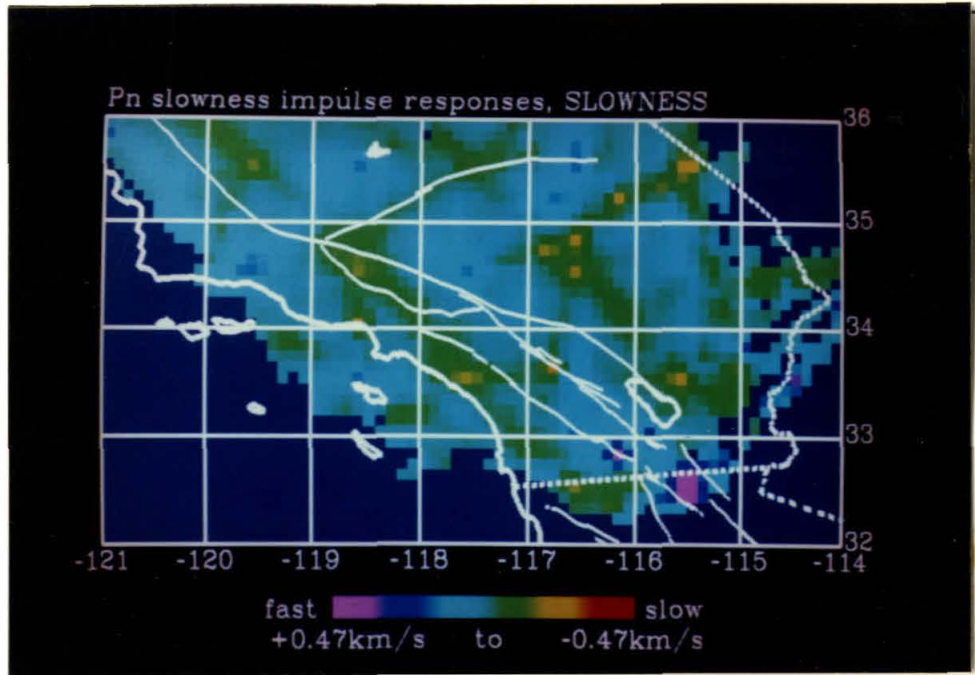 Pn slowness impulse responses, SLOWNESS
36
35
34
33
32
-121 -120 -119 -118 -117 -116 -115 -114
fast slow
+0.47km/s to -0.47km/s